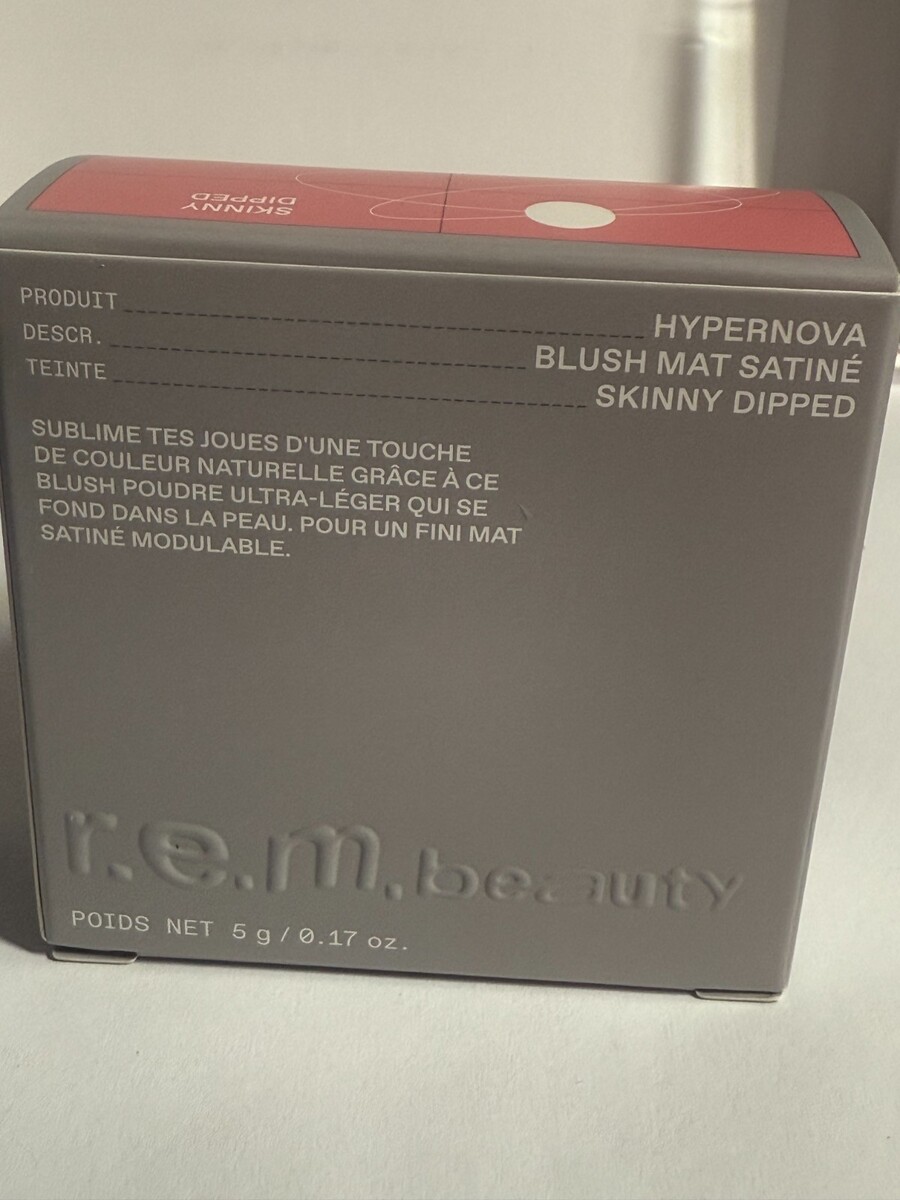 SKINNY
DIPPED
PRODUIT HYPERNOVA
DESCR. BLUSH MAT SATINÉ
TEINTE SKINNY DIPPED
SUBLIME TES JOUES D'UNE TOUCHE
DE COULEUR NATURELLE GRÂCE À CE
BLUSH POUDRE ULTRA-LÉGER QUI SE
FOND DANS LA PEAU. POUR UN FINI MAT
SATINÉ MODULABLE.
r.e.m.beauty
POIDS NET 5 g / 0.17 oz.